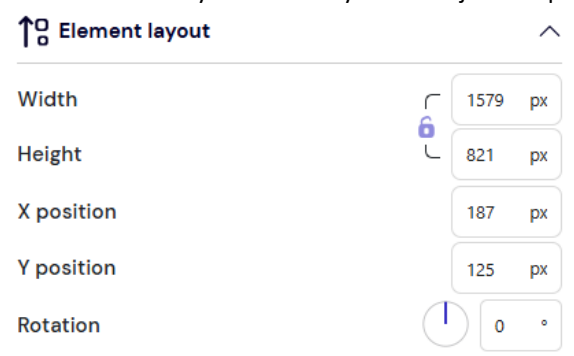 Element layout
Width 1579 px
Height 821 px
X position 187 px
Y position 125 px
Rotation 0 °